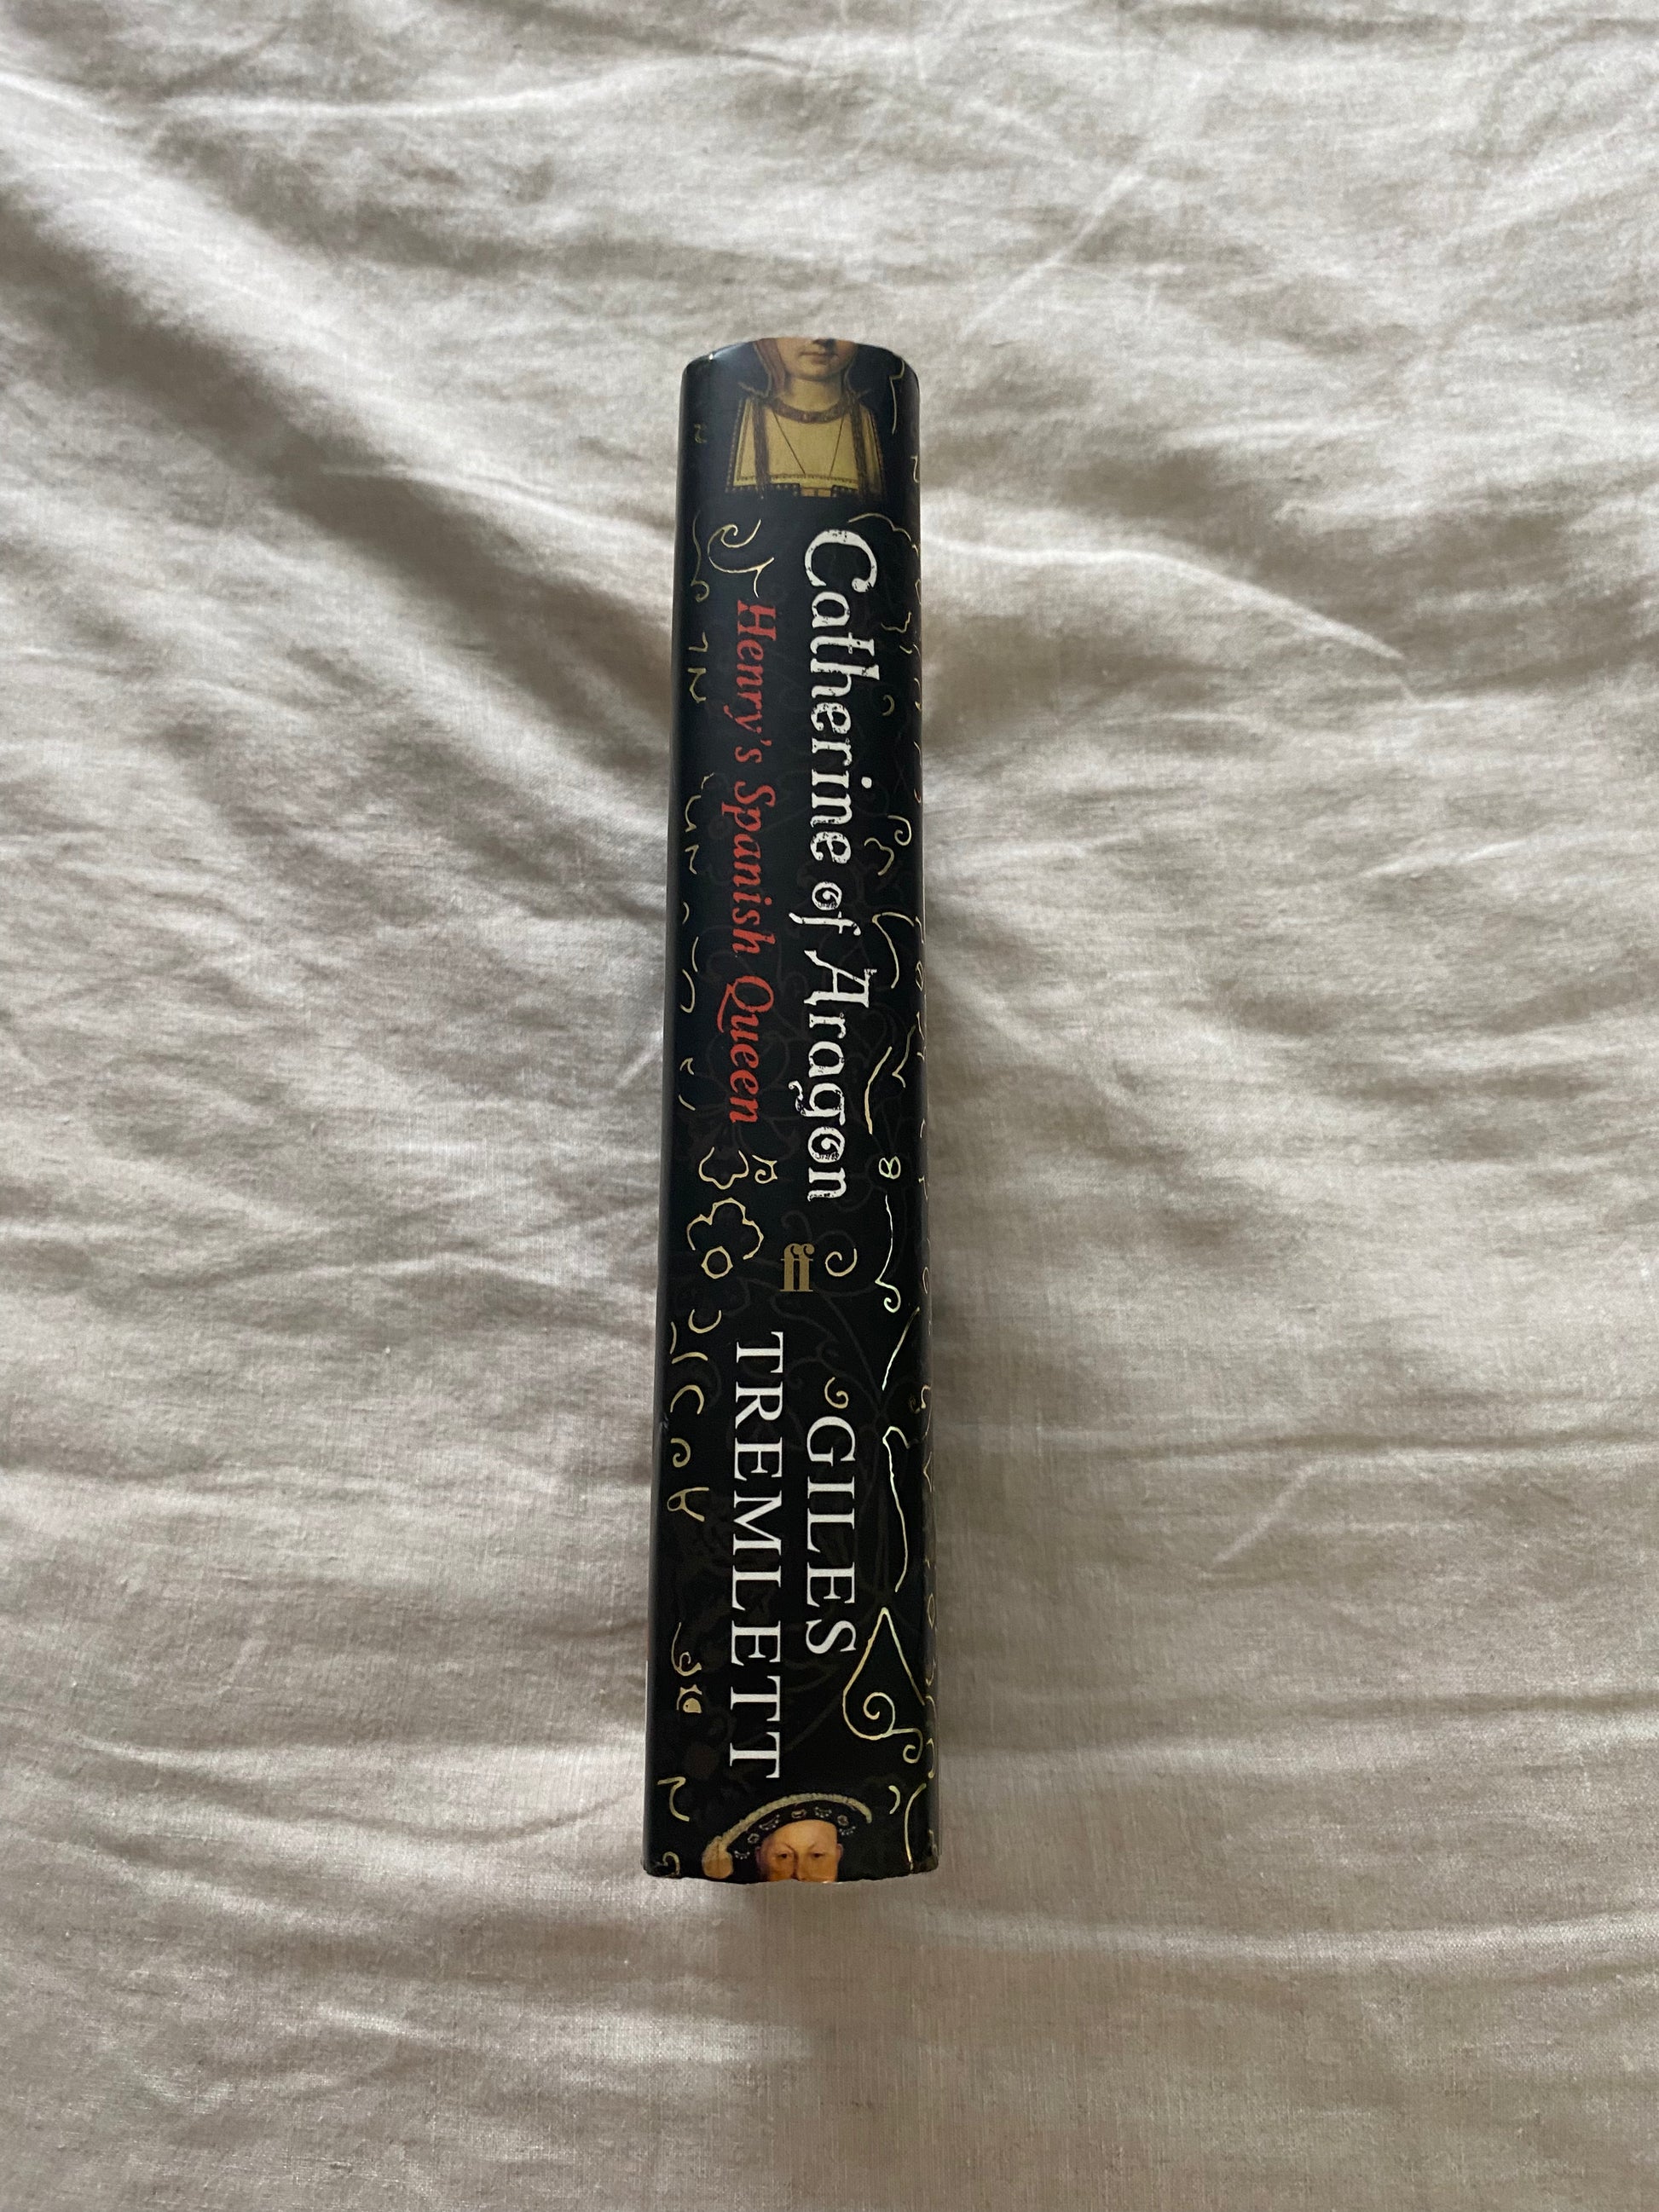 Catherine of Aragon
Henry's Spanish Queen
ff
GILES
TREMLETT